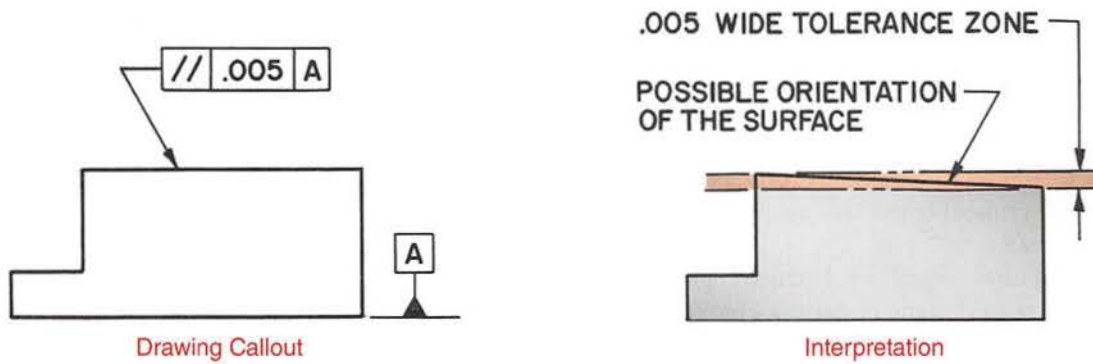 // .005 A
A
Drawing Callout
.005 WIDE TOLERANCE ZONE
POSSIBLE ORIENTATION
OF THE SURFACE
Interpretation